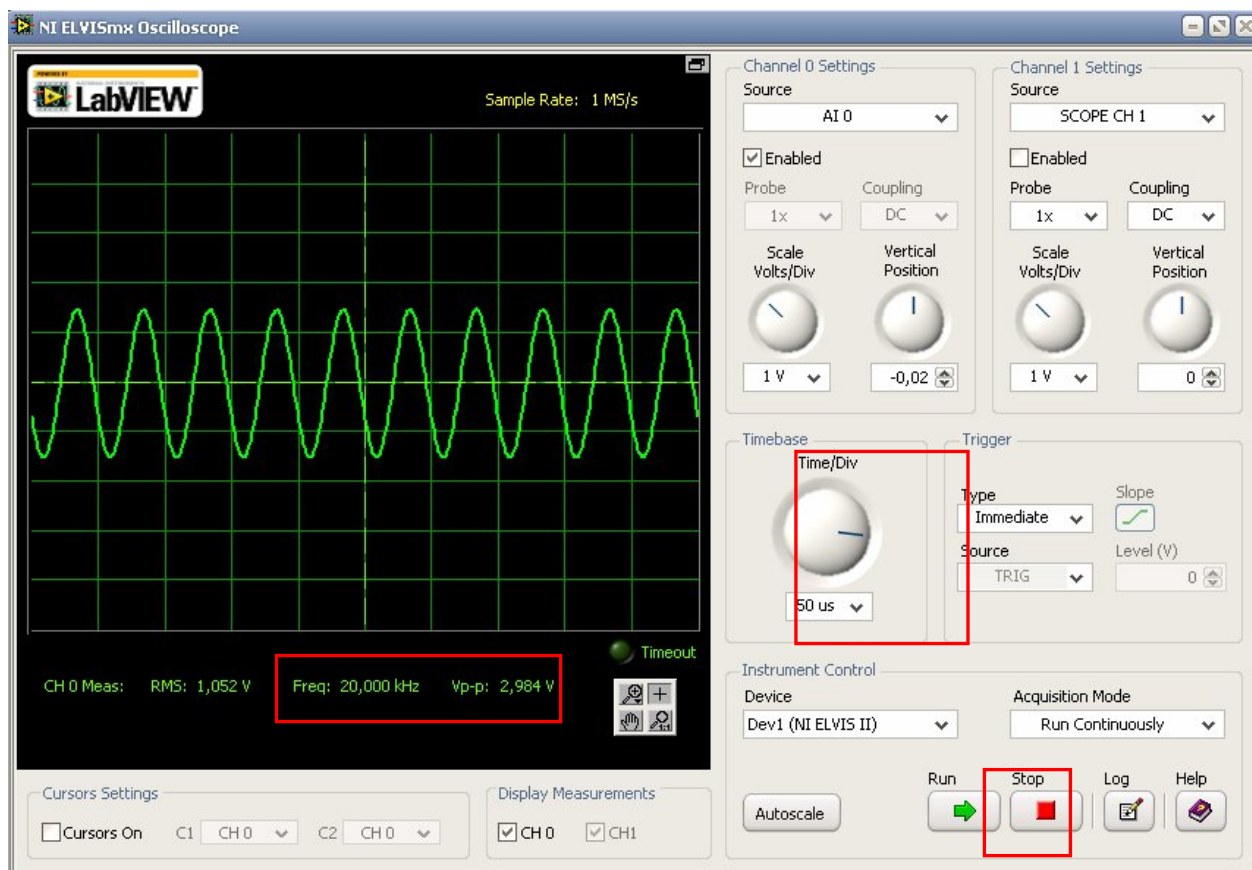 NI ELVISmx Oscilloscope
LabVIEW
Sample Rate: 1 MS/s
Timeout
CH 0 Meas: RMS: 1,052 V Freq: 20,000 kHz Vp-p: 2,984 V
Cursors Settings
Cursors On C1 CH 0 C2 CH 0
Display Measurements
CH 0 CH1
Channel 0 Settings
Source
AI 0
Enabled
Probe Coupling
1x DC
Scale Vertical
Volts/Div Position
1 V -0,02
Channel 1 Settings
Source
SCOPE CH 1
Enabled
Probe Coupling
1x DC
Scale Vertical
Volts/Div Position
1 V 0
Timebase
Time/Div
50 us
Trigger
Type Slope
Immediate
Source Level (V)
TRIG 0
Instrument Control
Device Acquisition Mode
Dev1 (NI ELVIS II) Run Continuously
Run Stop Log Help
Autoscale